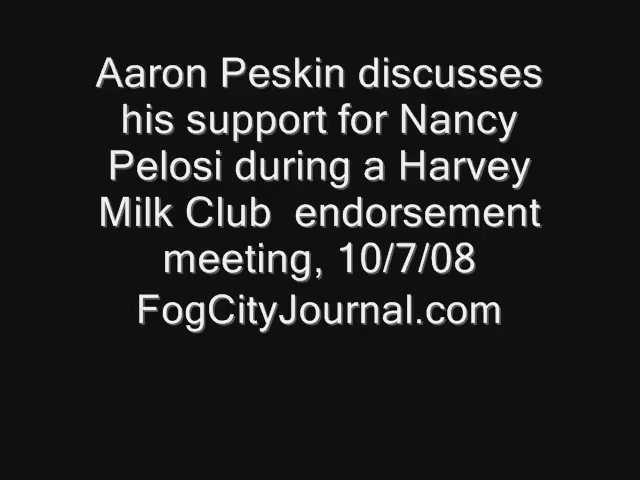 Aaron Peskin discusses
his support for Nancy
Pelosi during a Harvey
Milk Club  endorsement
meeting, 10/7/08
FogCityJournal.com